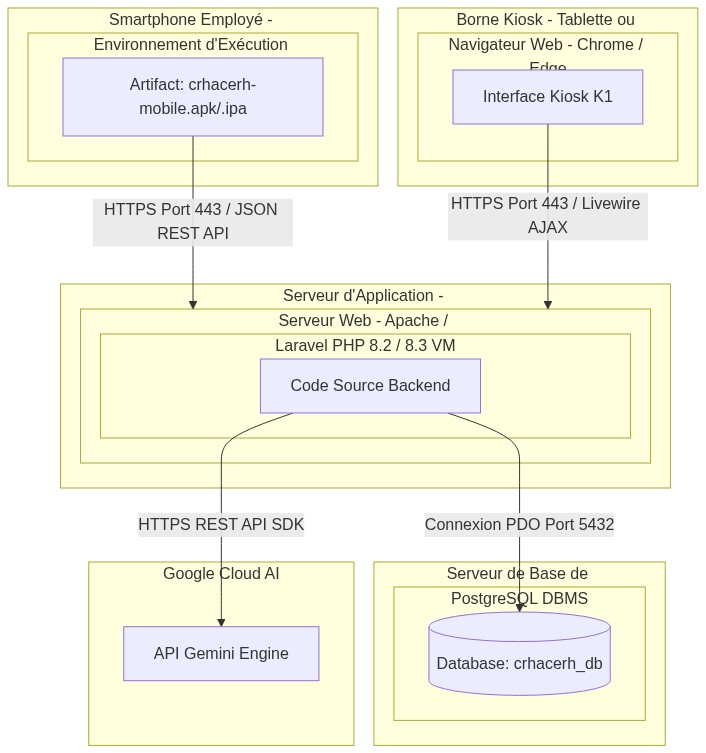 Smartphone Employé -
Environnement d'Exécution
Artifact: crhacerh-
mobile.apk/.ipa
Borne Kiosk - Tablette ou
Navigateur Web - Chrome /
Edge
Interface Kiosk K1
HTTPS Port 443 / JSON
REST API
HTTPS Port 443 / Livewire
AJAX
Serveur d'Application -
Serveur Web - Apache /
Laravel PHP 8.2 / 8.3 VM
Code Source Backend
HTTPS REST API SDK
Connexion PDO Port 5432
Google Cloud AI
API Gemini Engine
Serveur de Base de
PostgreSQL DBMS
Database: crhacerh_db